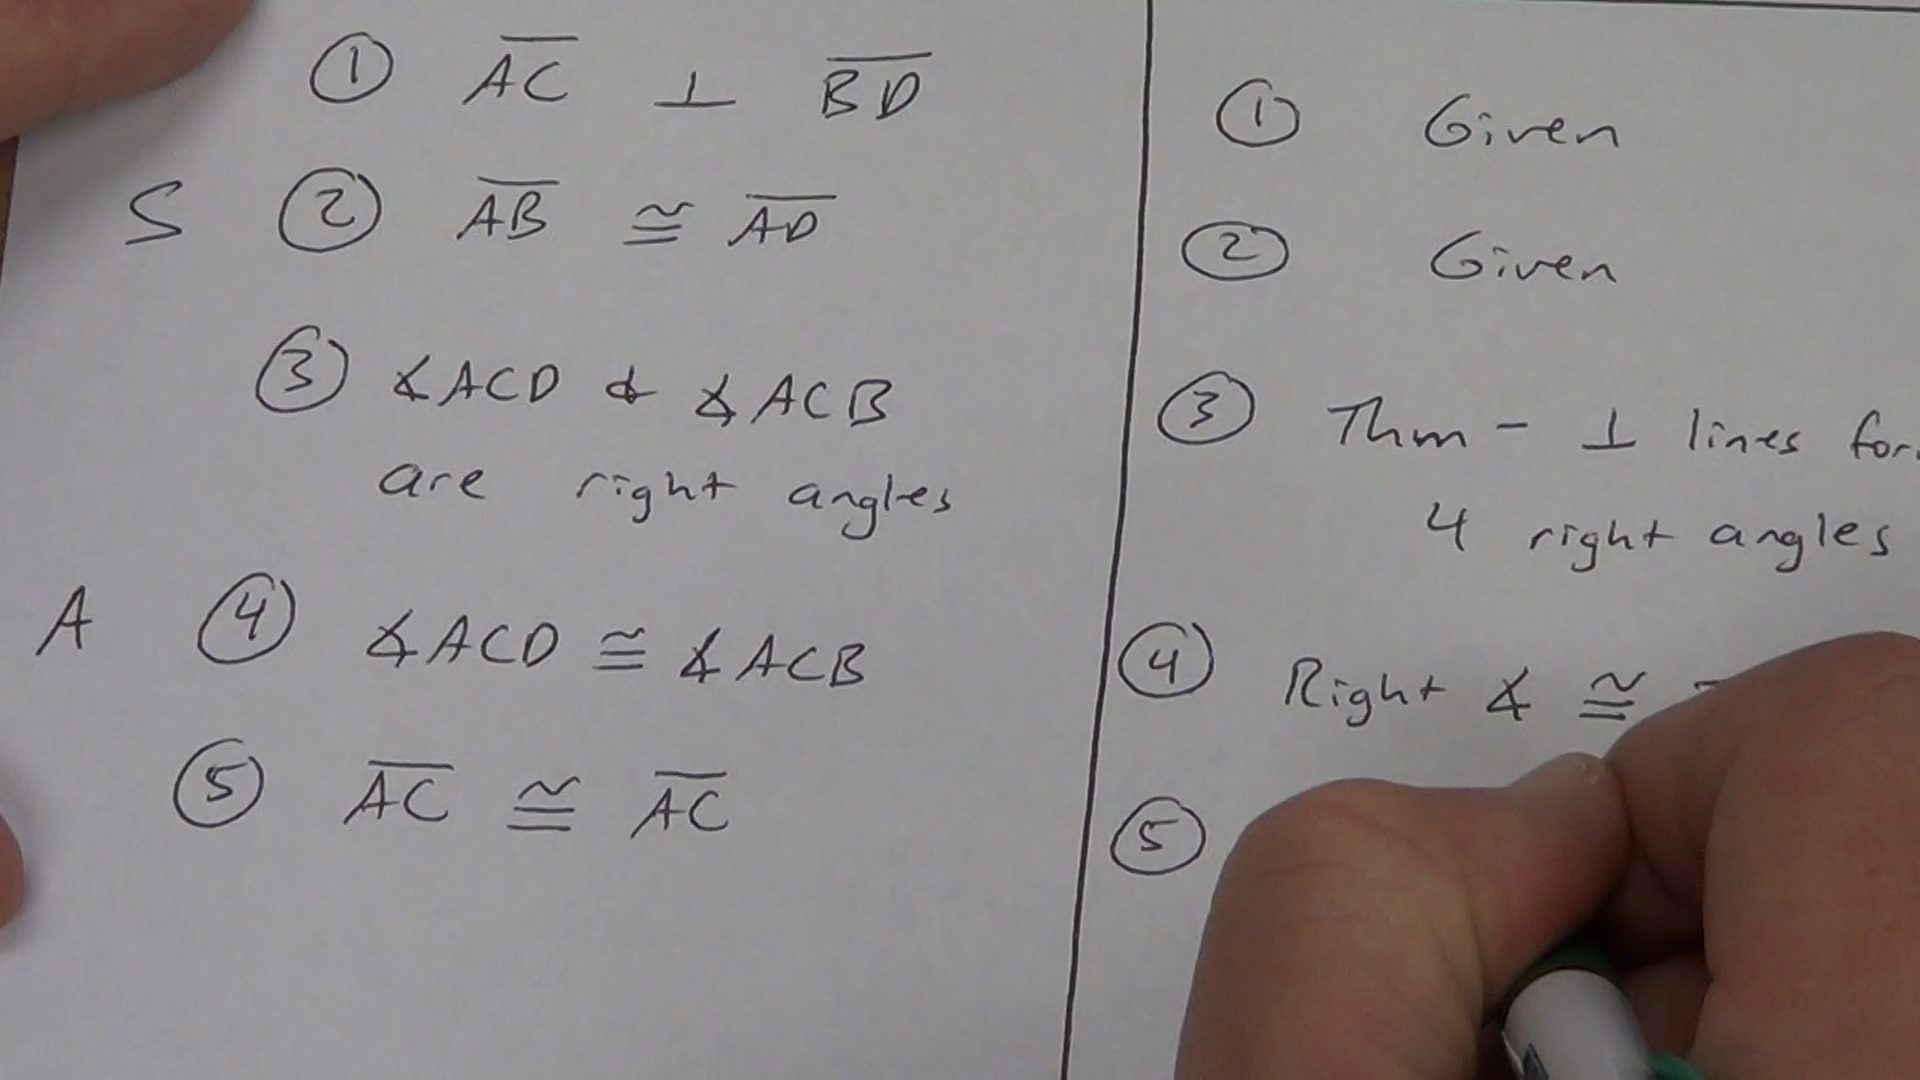 ① AC ⊥ BD
S ② AB ≅ AD
③ ∡ACD & ∡ACB
are right angles
A ④ ∡ACD ≅ ∡ACB
⑤ AC ≅ AC
① Given
② Given
③ Thm - ⊥ lines
4 right angles
④ Right ∡ ≅
⑤